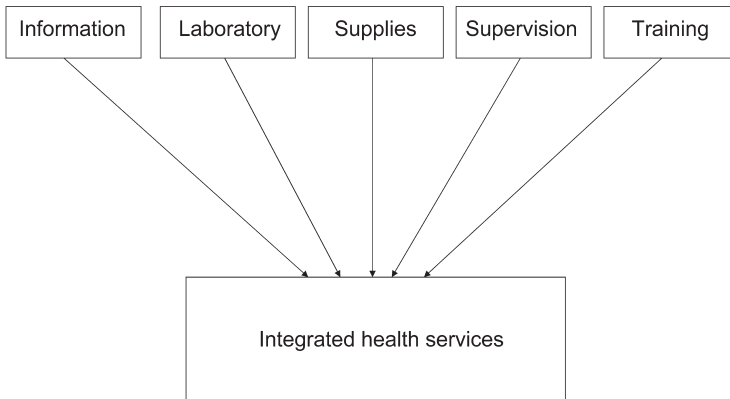 Information
Laboratory
Supplies
Supervision
Training
Integrated health services